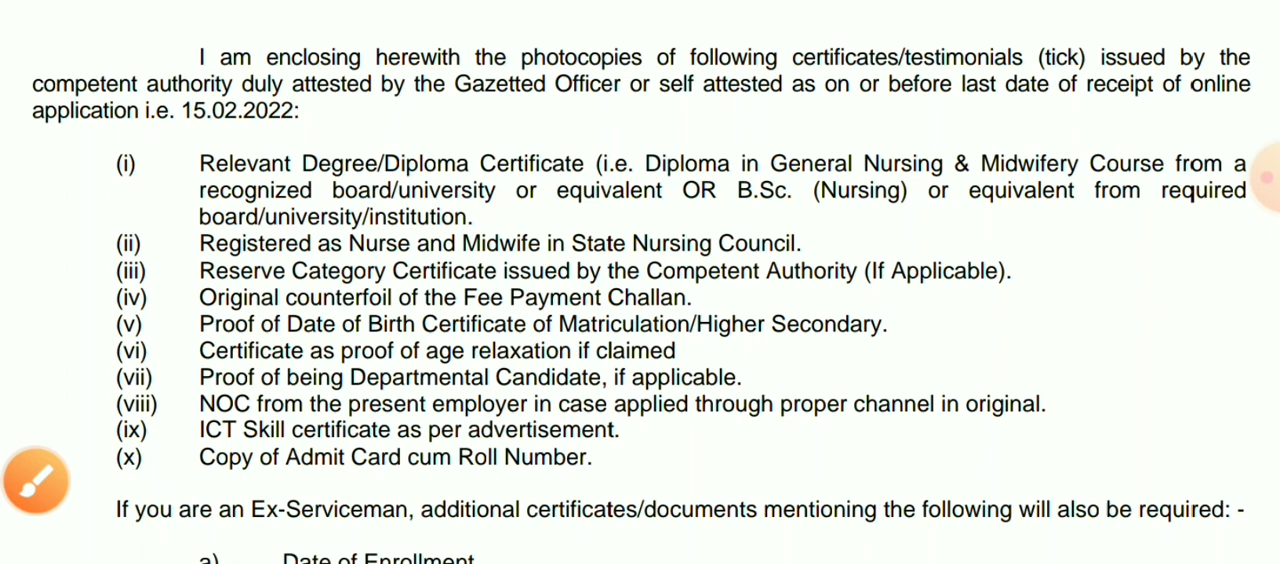 I am enclosing herewith the photocopies of following certificates/testimonials (tick) issued by the
competent authority duly attested by the Gazetted Officer or self attested as on or before last date of receipt of online
application i.e. 15.02.2022:
(i) Relevant Degree/Diploma Certificate (i.e. Diploma in General Nursing & Midwifery Course from a
recognized board/university or equivalent OR B.Sc. (Nursing) or equivalent from required
board/university/institution.
(ii) Registered as Nurse and Midwife in State Nursing Council.
(iii) Reserve Category Certificate issued by the Competent Authority (If Applicable).
(iv) Original counterfoil of the Fee Payment Challan.
(v) Proof of Date of Birth Certificate of Matriculation/Higher Secondary.
(vi) Certificate as proof of age relaxation if claimed
(vii) Proof of being Departmental Candidate, if applicable.
(viii) NOC from the present employer in case applied through proper channel in original.
(ix) ICT Skill certificate as per advertisement.
(x) Copy of Admit Card cum Roll Number.
If you are an Ex-Serviceman, additional certificates/documents mentioning the following will also be required: -
a) Date of Enrollment